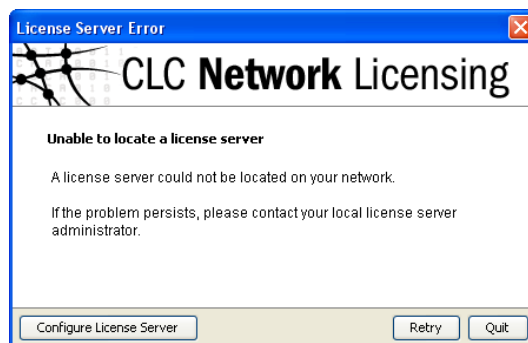 License Server Error
CLC Network Licensing
Unable to locate a license server
A license server could not be located on your network.
If the problem persists, please contact your local license server
administrator.
Configure License Server Retry Quit